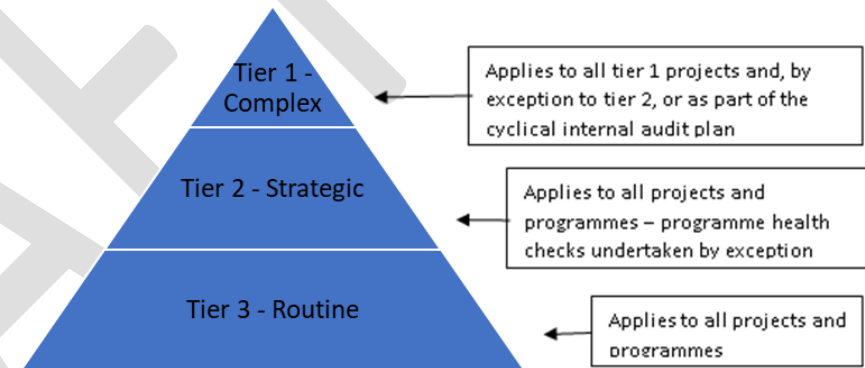 Tier 1 -
Complex
Applies to all tier 1 projects and, by
exception to tier 2, or as part of the
cyclical internal audit plan
Tier 2 - Strategic
Applies to all projects and
programmes – programme health
checks undertaken by exception
Tier 3 - Routine
Applies to all projects and
programmes